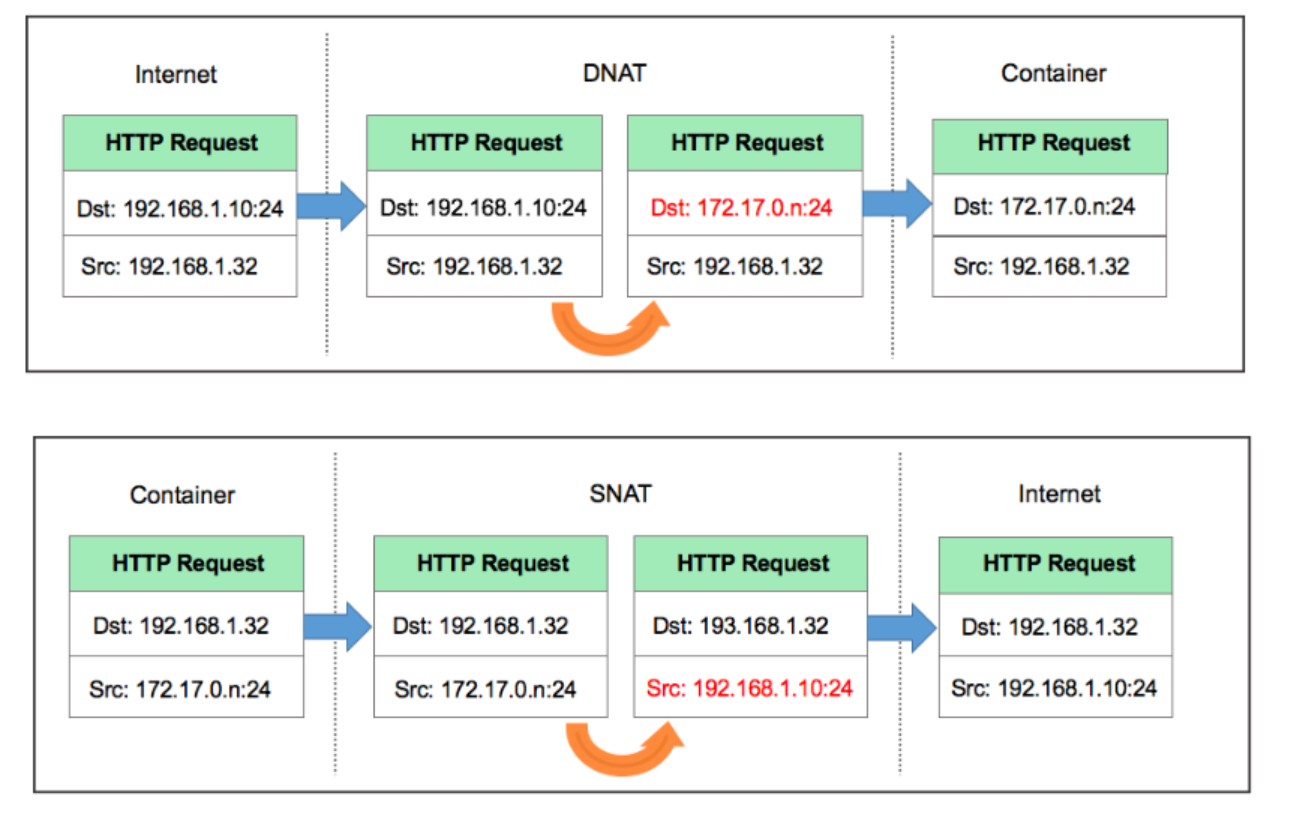 Internet
DNAT
Container
HTTP Request
HTTP Request
HTTP Request
HTTP Request
Dst: 192.168.1.10:24
Dst: 192.168.1.10:24
Dst: 172.17.0.n:24
Dst: 172.17.0.n:24
Src: 192.168.1.32
Src: 192.168.1.32
Src: 192.168.1.32
Src: 192.168.1.32
Container
SNAT
Internet
HTTP Request
HTTP Request
HTTP Request
HTTP Request
Dst: 192.168.1.32
Dst: 192.168.1.32
Dst: 193.168.1.32
Dst: 192.168.1.32
Src: 172.17.0.n:24
Src: 172.17.0.n:24
Src: 192.168.1.10:24
Src: 192.168.1.10:24